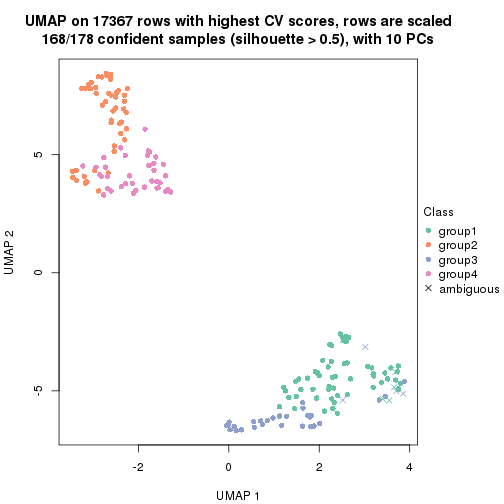 UMAP on 17367 rows with highest CV scores, rows are scaled
168/178 confident samples (silhouette > 0.5), with 10 PCs
5
0
-5
UMAP 2
-2
0
2
4
UMAP 1
Class
group1
group2
group3
group4
ambiguous